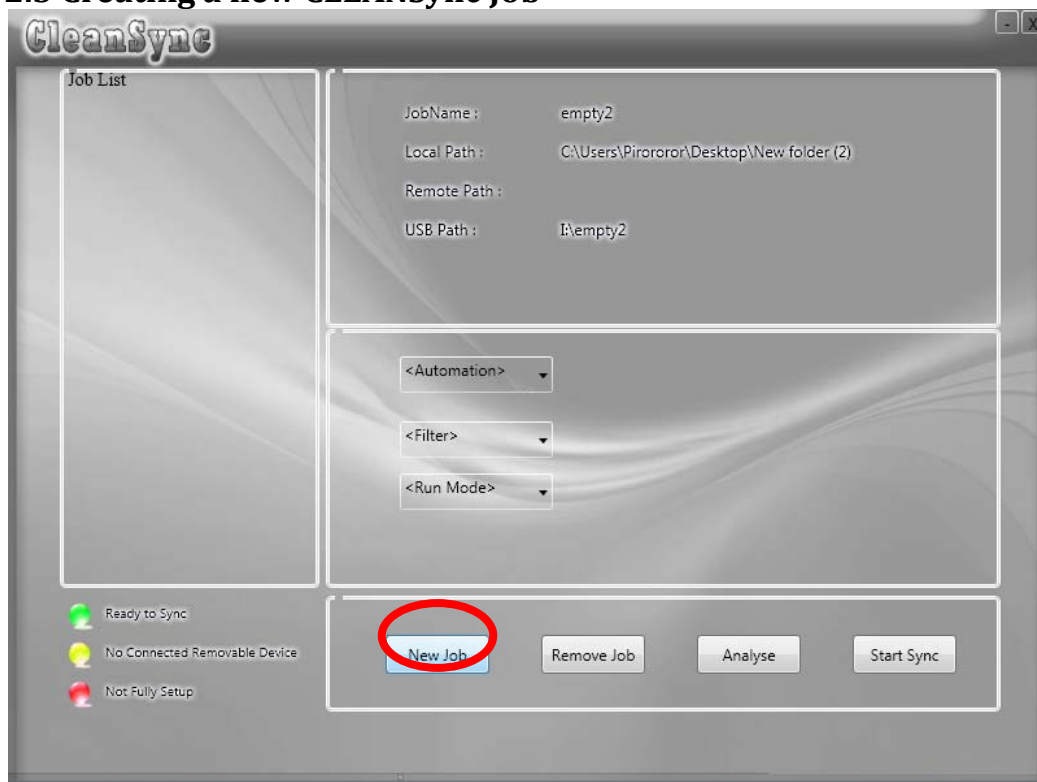 CleanSync
- X
Job List
JobName : empty2
Local Path : C:\Users\Pirororor\Desktop\New folder (2)
Remote Path :
USB Path : I:\empty2
<Automation>
<Filter>
<Run Mode>
Ready to Sync
No Connected Removable Device
Not Fully Setup
New Job Remove Job Analyse Start Sync